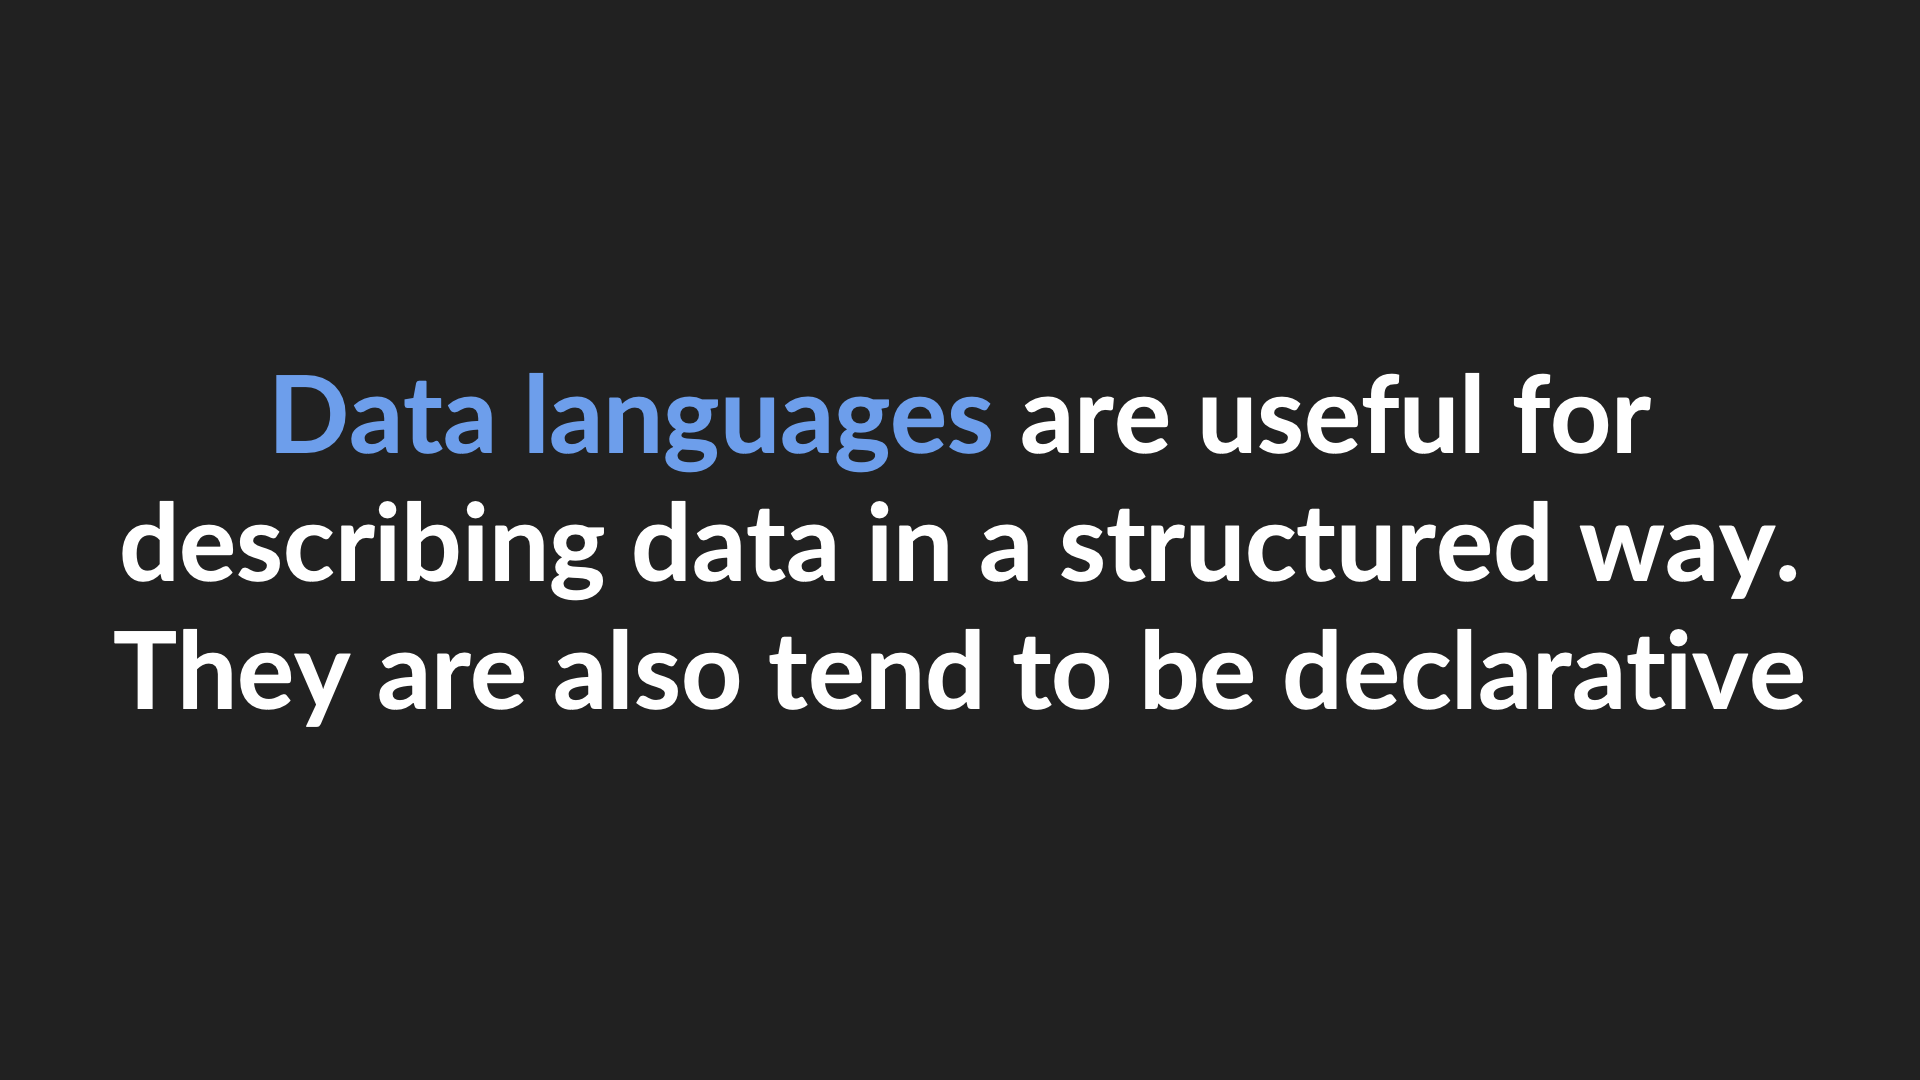 Data languages are useful for
describing data in a structured way.
They are also tend to be declarative